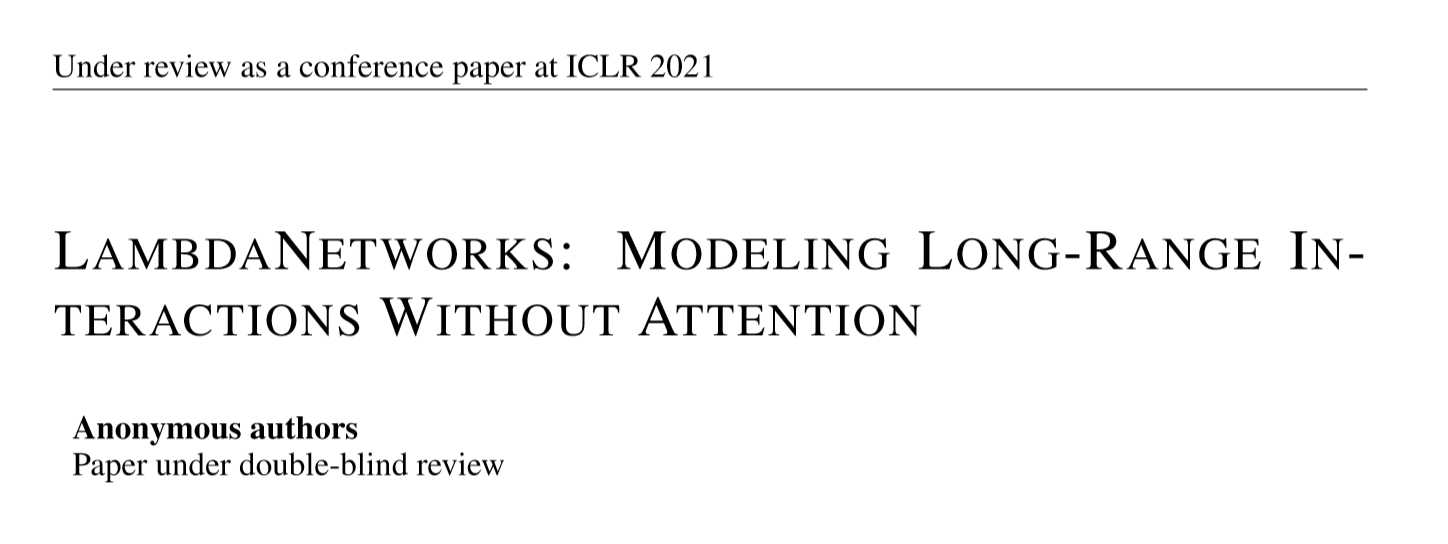 Under review as a conference paper at ICLR 2021
LAMBDANETWORKS: MODELING LONG-RANGE IN-
TERACTIONS WITHOUT ATTENTION
Anonymous authors
Paper under double-blind review